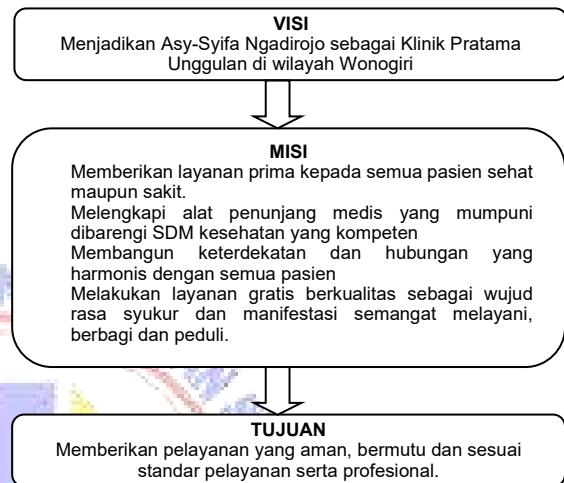 VISI
Menjadikan Asy-Syifa Ngadirojo sebagai Klinik Pratama
Unggulan di wilayah Wonogiri
MISI
Memberikan layanan prima kepada semua pasien sehat
maupun sakit.
Melengkapi alat penunjang medis yang mumpuni
dibarengi SDM kesehatan yang kompeten
Membangun keterdekatan dan hubungan yang
harmonis dengan semua pasien
Melakukan layanan gratis berkualitas sebagai wujud
rasa syukur dan manifestasi semangat melayani,
berbagi dan peduli.
TUJUAN
Memberikan pelayanan yang aman, bermutu dan sesuai
standar pelayanan serta profesional.